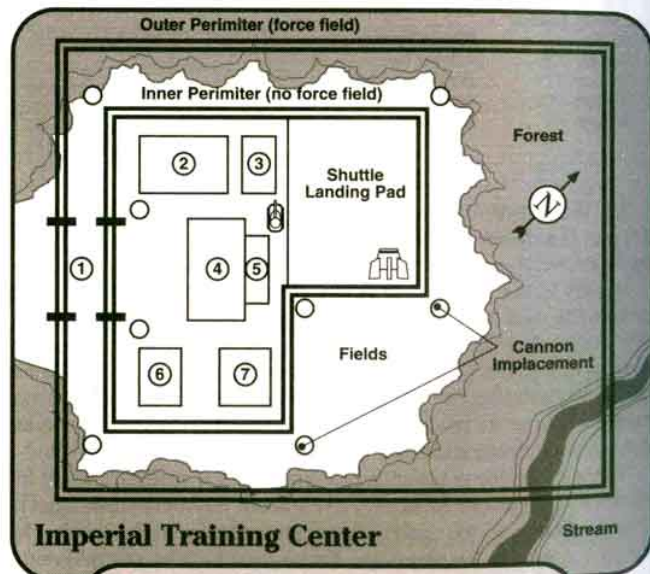 Outer Perimiter (force field)
Inner Perimiter (no force field)
Forest
2
3
Shuttle
Landing Pad
N
1
4
5
Fields
Cannon
Implacement
6
7
Imperial Training Center
Stream